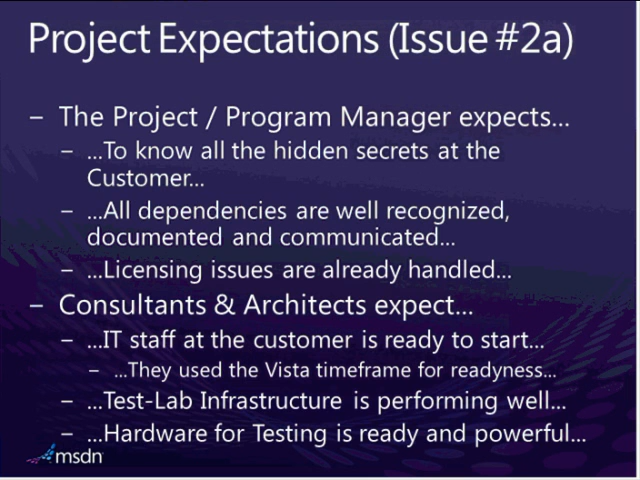 Project Expectations (Issue #2a)
– The Project / Program Manager expects...
– ...To know all the hidden secrets at the
Customer...
– ...All dependencies are well recognized,
documented and communicated...
– ...Licensing issues are already handled...
– Consultants & Architects expect...
– ...IT staff at the customer is ready to start...
– ...They used the Vista timeframe for readyness...
– ...Test-Lab Infrastructure is performing well...
– ...Hardware for Testing is ready and powerful...
msdn